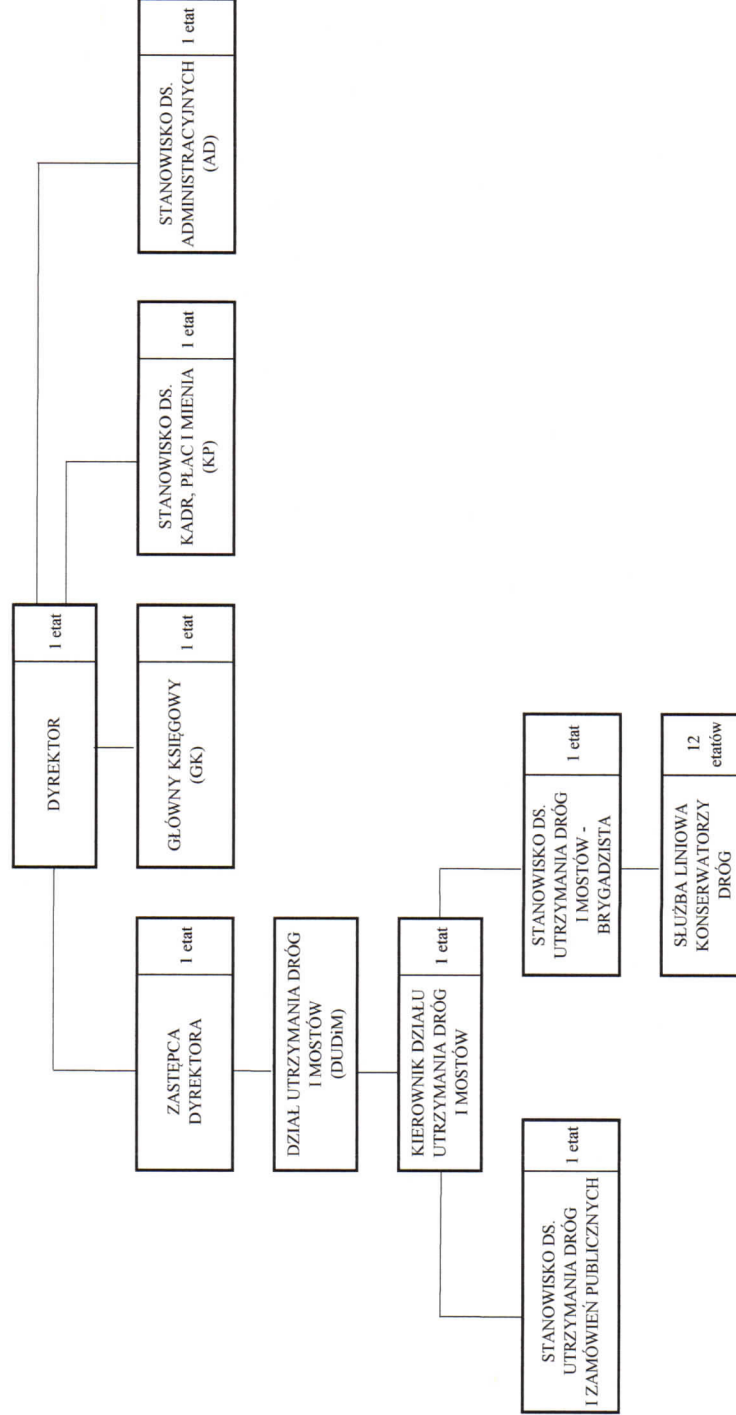 DYREKTOR
1 etat
ZASTĘPCA
DYREKTORA
1 etat
GŁÓWNY KSIĘGOWY
(GK)
1 etat
STANOWISKO DS.
KADR, PŁAC I MIENIA
(KP)
1 etat
STANOWISKO DS.
ADMINISTRACYJNYCH
(AD)
1 etat
DZIAŁ UTRZYMANIA DRÓG
I MOSTÓW
(DUDiM)
KIEROWNIK DZIAŁU
UTRZYMANIA DRÓG
I MOSTÓW
1 etat
STANOWISKO DS.
UTRZYMANIA DRÓG
I ZAMÓWIEŃ PUBLICZNYCH
1 etat
STANOWISKO DS.
UTRZYMANIA DRÓG
I MOSTÓW -
BRYGADZISTA
1 etat
SŁUŻBA LINIOWA
KONSERWATORZY
DRÓG
12
etatów